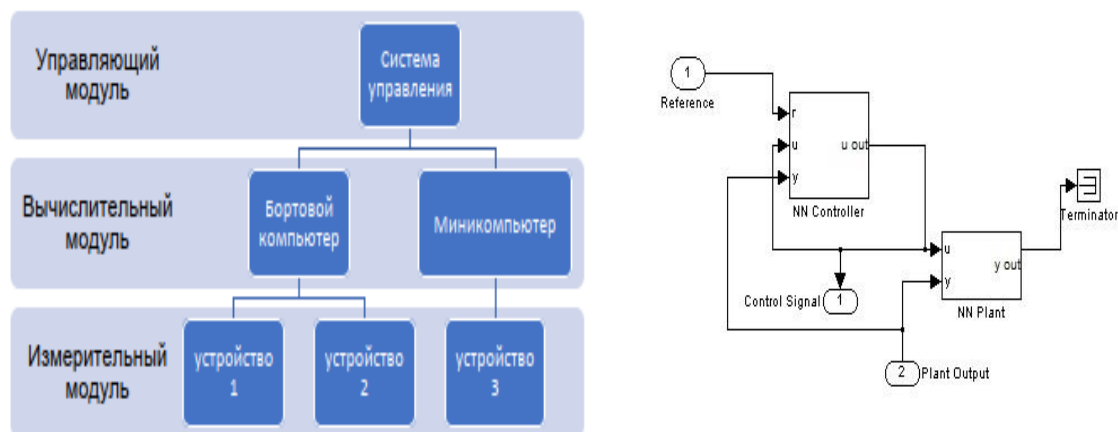 Управляющий
модуль
Система
управления
Вычислительный
модуль
Бортовой
компьютер
Миникомпьютер
Измерительный
модуль
устройство
1
устройство
2
устройство
3
1
Reference
r
u
y
u out
NN Controller
Terminator
u
y
y out
NN Plant
Control Signal
1
2
Plant Output